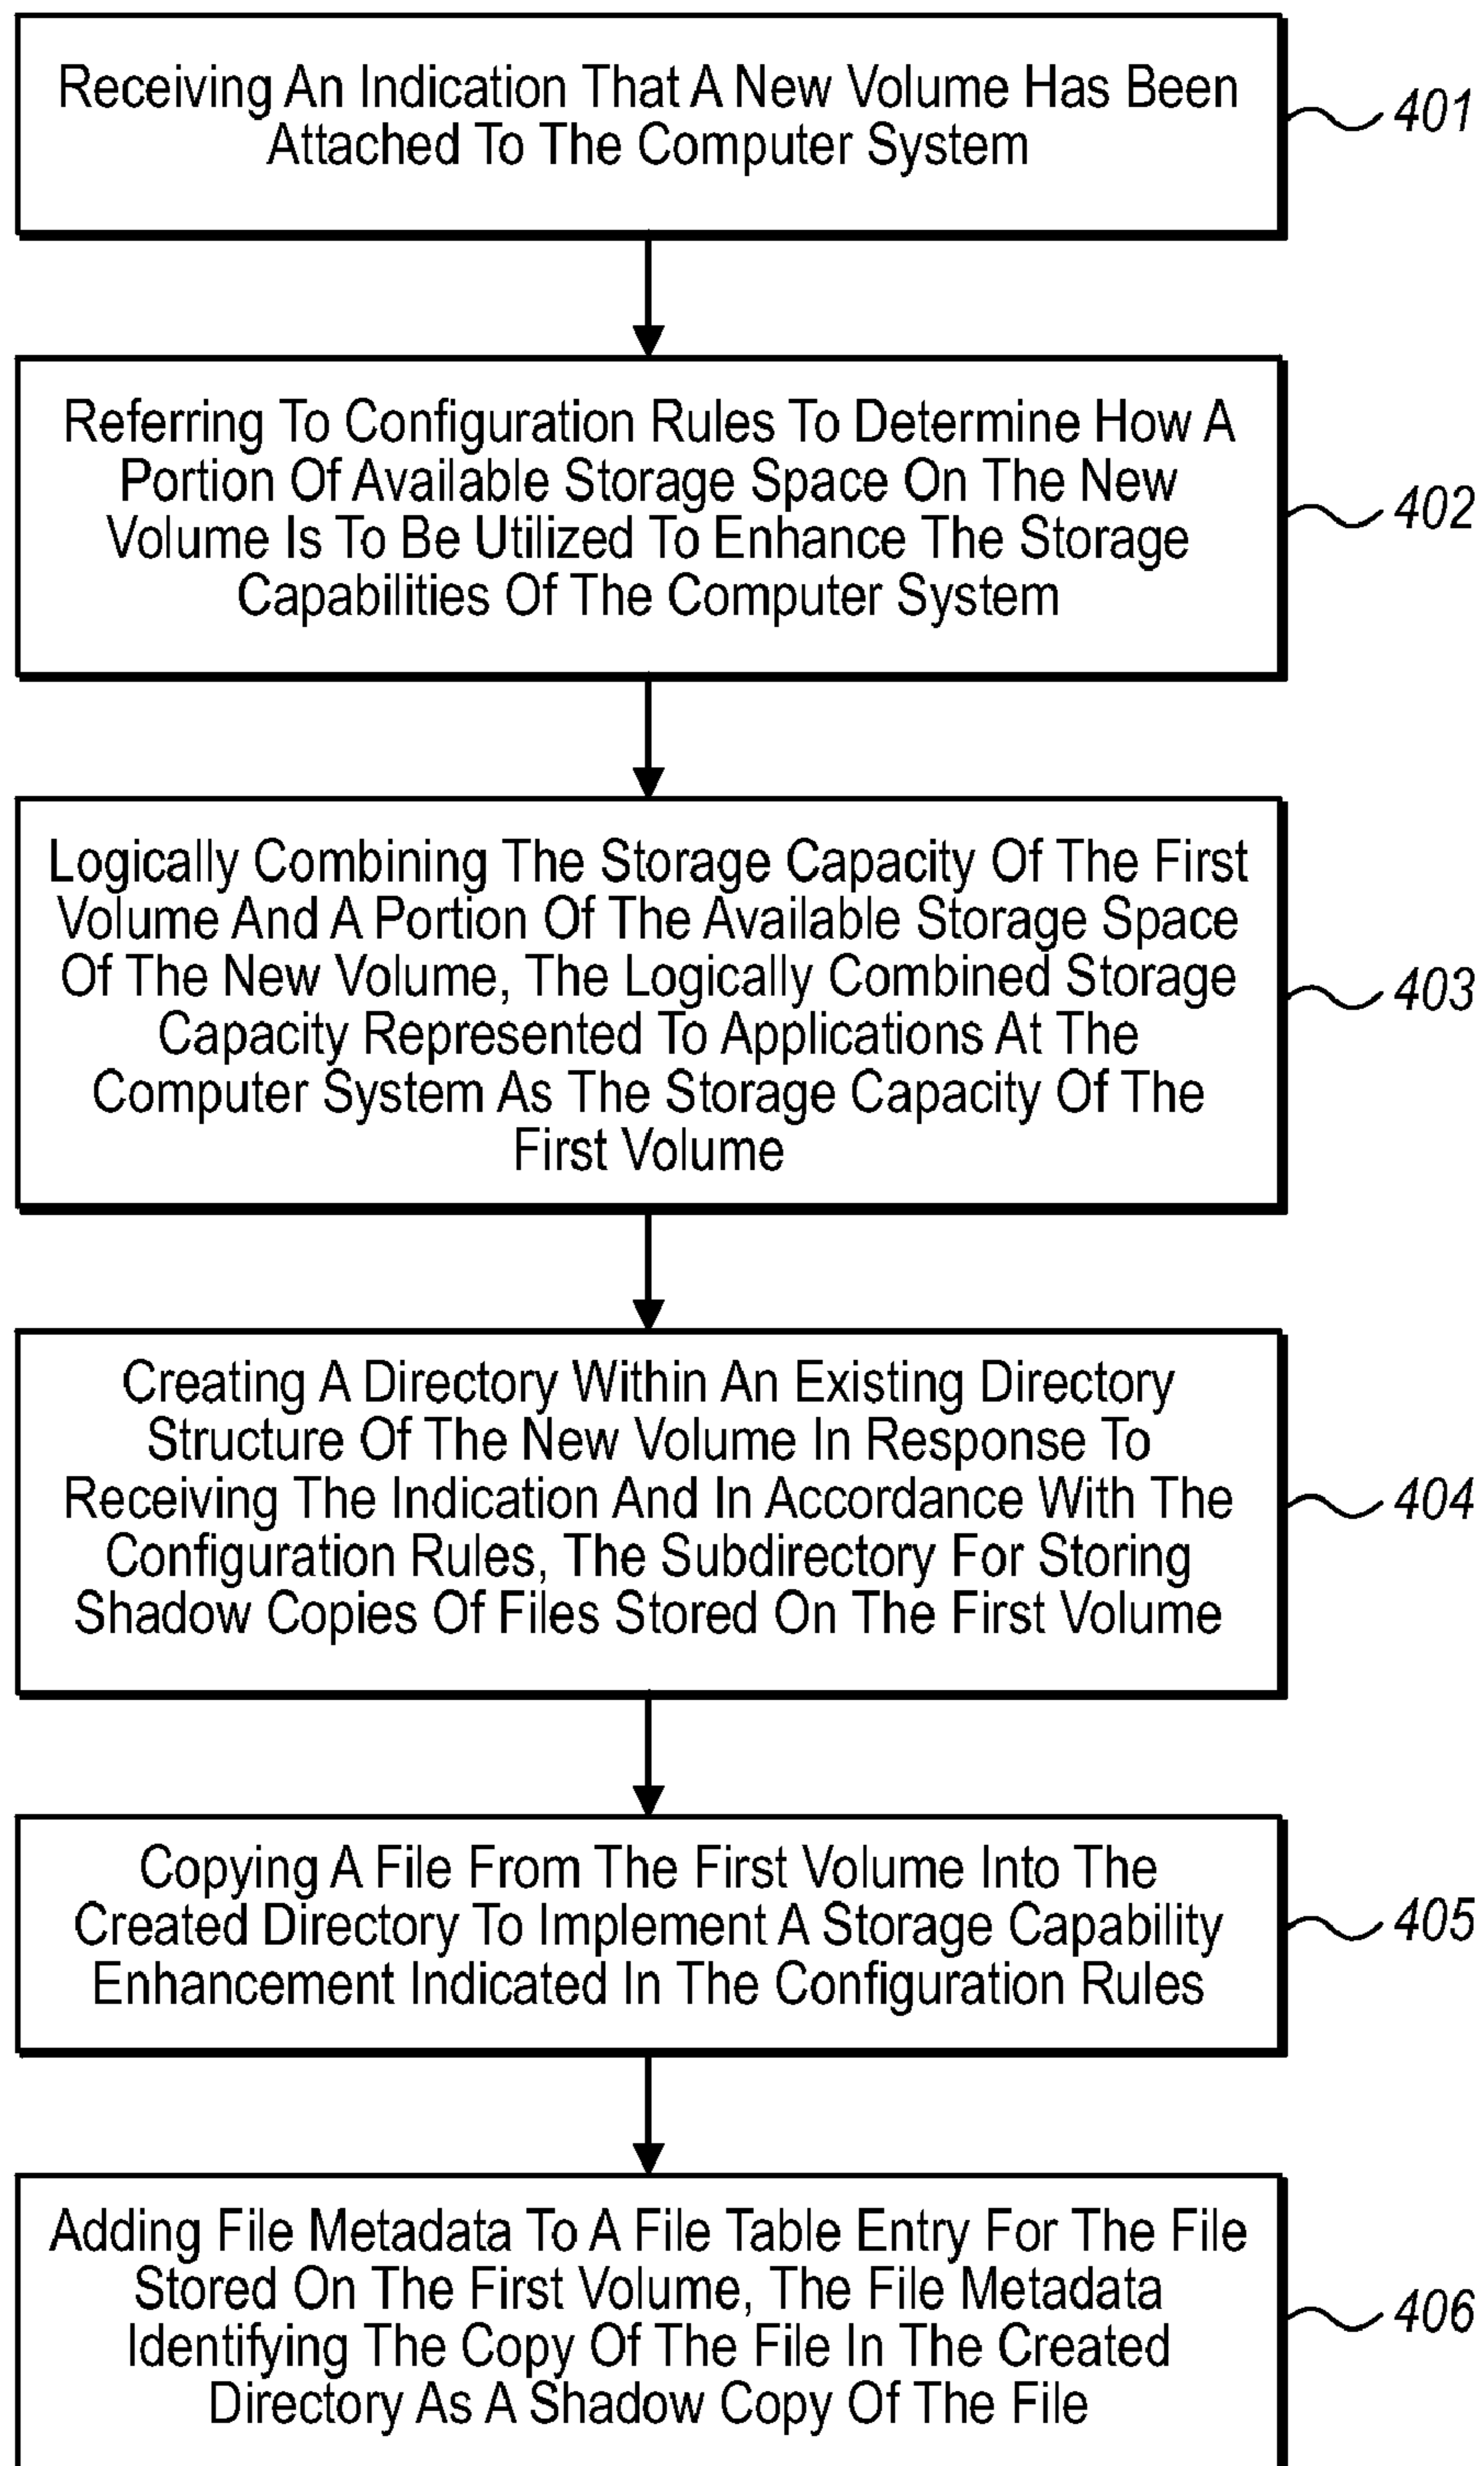 Receiving An Indication That A New Volume Has Been
Attached To The Computer System
401
Referring To Configuration Rules To Determine How A
Portion Of Available Storage Space On The New
Volume Is To Be Utilized To Enhance The Storage
Capabilities Of The Computer System
402
Logically Combining The Storage Capacity Of The First
Volume And A Portion Of The Available Storage Space
Of The New Volume, The Logically Combined Storage
Capacity Represented To Applications At The
Computer System As The Storage Capacity Of The
First Volume
403
Creating A Directory Within An Existing Directory
Structure Of The New Volume In Response To
Receiving The Indication And In Accordance With The
Configuration Rules, The Subdirectory For Storing
Shadow Copies Of Files Stored On The First Volume
404
Copying A File From The First Volume Into The
Created Directory To Implement A Storage Capability
Enhancement Indicated In The Configuration Rules
405
Adding File Metadata To A File Table Entry For The File
Stored On The First Volume, The File Metadata
Identifying The Copy Of The File In The Created
Directory As A Shadow Copy Of The File
406